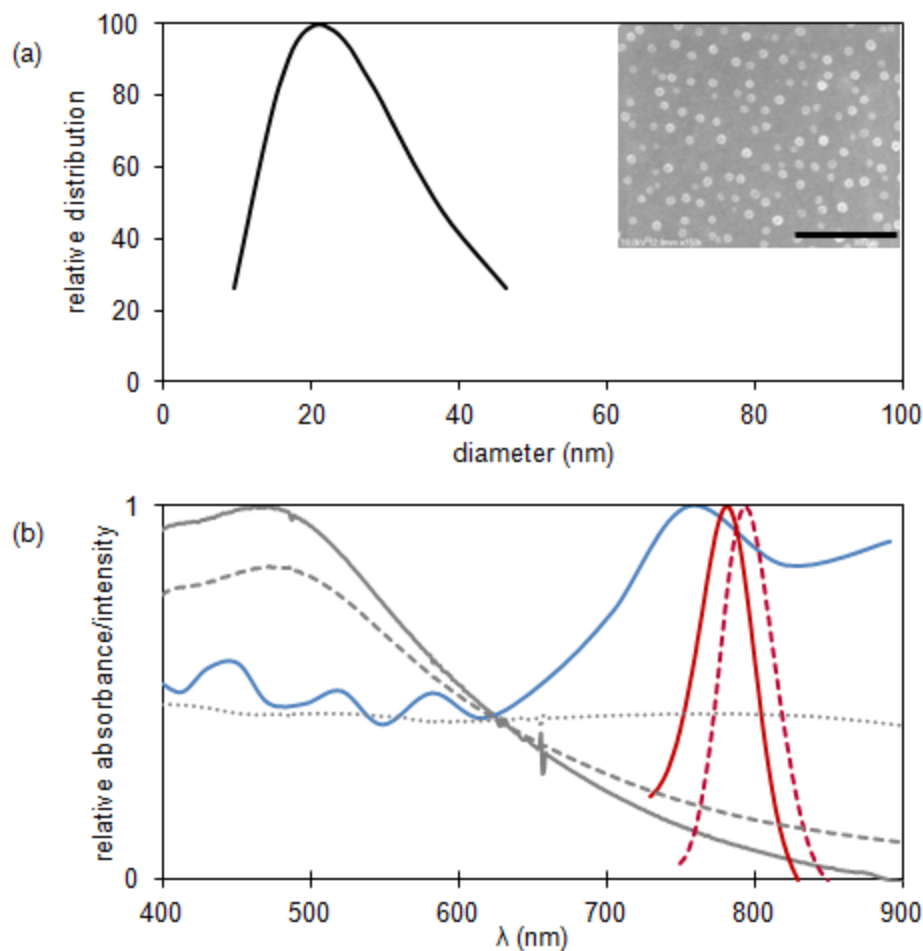 (a)
relative distribution
100
80
60
40
20
0
0 20 40 60 80 100
diameter (nm)
(b)
relative absorbance/intensity
1
0
400 500 600 700 800 900
λ (nm)